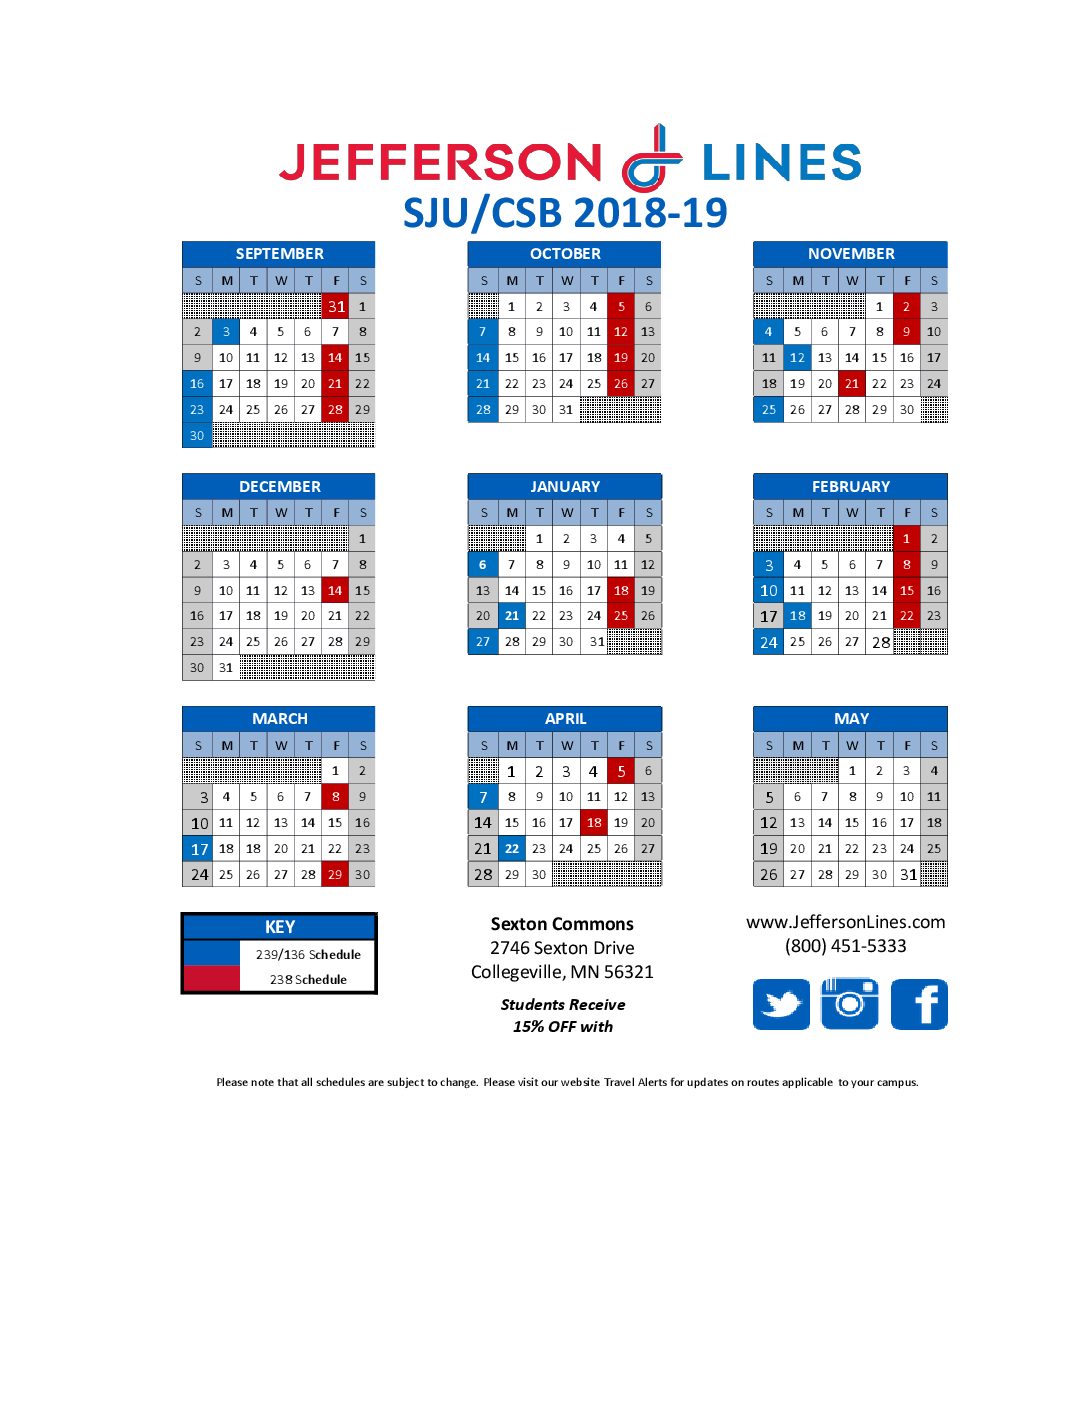 JEFFERSON LINES
SJU/CSB 2018-19
SEPTEMBER
S M T W T F S
31 1
2 3 4 5 6 7 8
9 10 11 12 13 14 15
16 17 18 19 20 21 22
23 24 25 26 27 28 29
30
OCTOBER
S M T W T F S
1 2 3 4 5 6
7 8 9 10 11 12 13
14 15 16 17 18 19 20
21 22 23 24 25 26 27
28 29 30 31
NOVEMBER
S M T W T F S
1 2 3
4 5 6 7 8 9 10
11 12 13 14 15 16 17
18 19 20 21 22 23 24
25 26 27 28 29 30
DECEMBER
S M T W T F S
1
2 3 4 5 6 7 8
9 10 11 12 13 14 15
16 17 18 19 20 21 22
23 24 25 26 27 28 29
30 31
JANUARY
S M T W T F S
1 2 3 4 5
6 7 8 9 10 11 12
13 14 15 16 17 18 19
20 21 22 23 24 25 26
27 28 29 30 31
FEBRUARY
S M T W T F S
1 2
3 4 5 6 7 8 9
10 11 12 13 14 15 16
17 18 19 20 21 22 23
24 25 26 27 28
MARCH
S M T W T F S
1 2
3 4 5 6 7 8 9
10 11 12 13 14 15 16
17 18 18 20 21 22 23
24 25 26 27 28 29 30
APRIL
S M T W T F S
1 2 3 4 5 6
7 8 9 10 11 12 13
14 15 16 17 18 19 20
21 22 23 24 25 26 27
28 29 30
MAY
S M T W T F S
1 2 3 4
5 6 7 8 9 10 11
12 13 14 15 16 17 18
19 20 21 22 23 24 25
26 27 28 29 30 31
KEY
239/136 Schedule
238 Schedule
Sexton Commons
2746 Sexton Drive
Collegeville, MN 56321
Students Receive
15% OFF with
www.JeffersonLines.com
(800) 451-5333
Please note that all schedules are subject to change. Please visit our website Travel Alerts for updates on routes applicable to your campus.